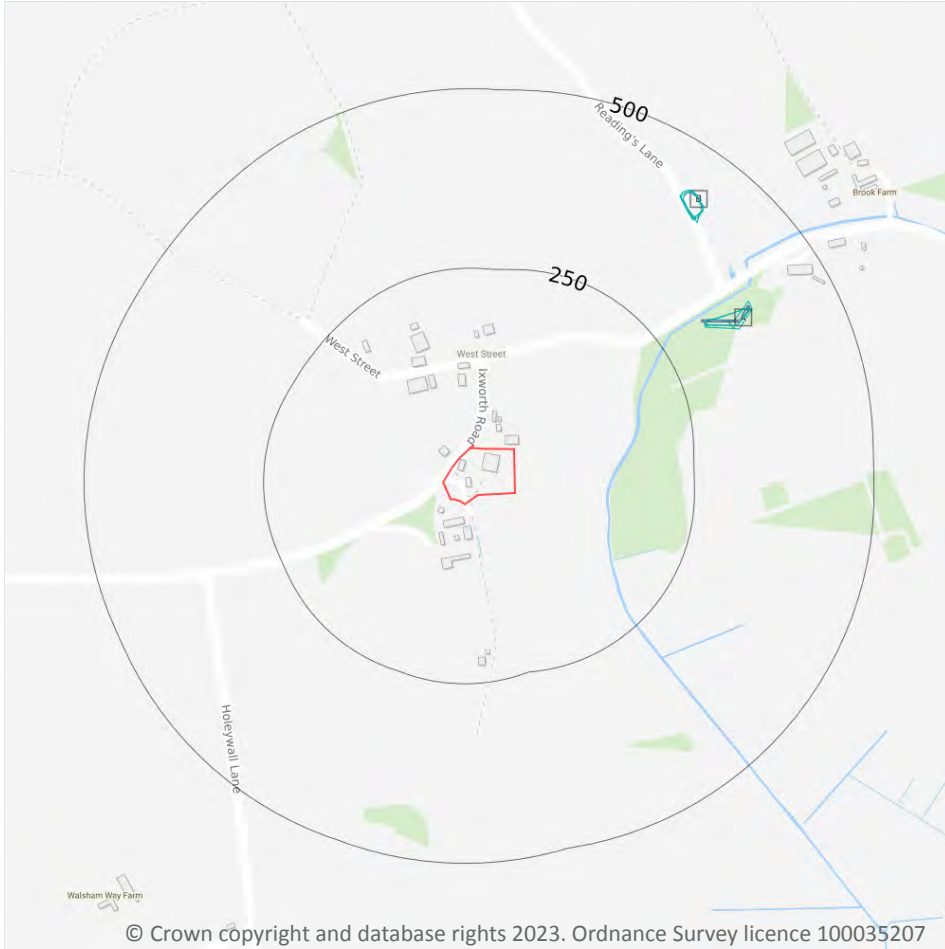 500
Reading's Lane
Brook Farm
250
West Street
West Street
Ixworth Road
Holeywall Lane
Walsham Way Farm
© Crown copyright and database rights 2023. Ordnance Survey licence 100035207